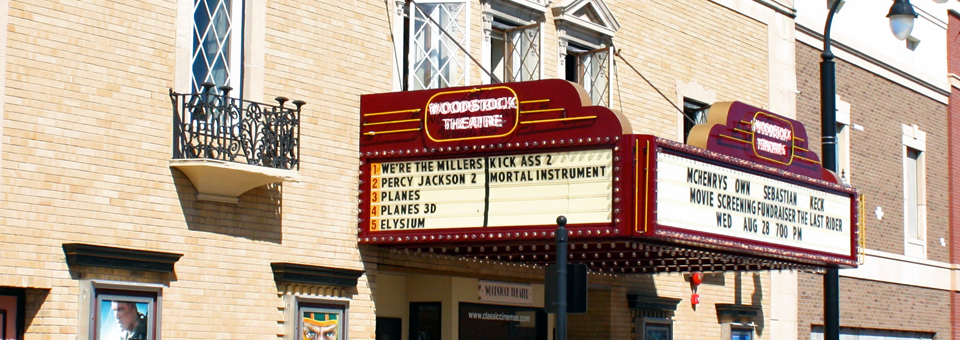 WOODSTOCK
THEATRE
1 WE'RE THE MILLERS KICK ASS 2
2 PERCY JACKSON 2 MORTAL INSTRUMENT
3 PLANES
4 PLANES 3D
5 ELYSIUM
WOODSTOCK
THEATRE
MCHENRYS OWN SEBASTIAN KECK
MOVIE SCREENING FUNDRAISER THE LAST RIDER
WED AUG 28 700 PM
WOODSTOCK THEATRE
www.classiccinemas.com